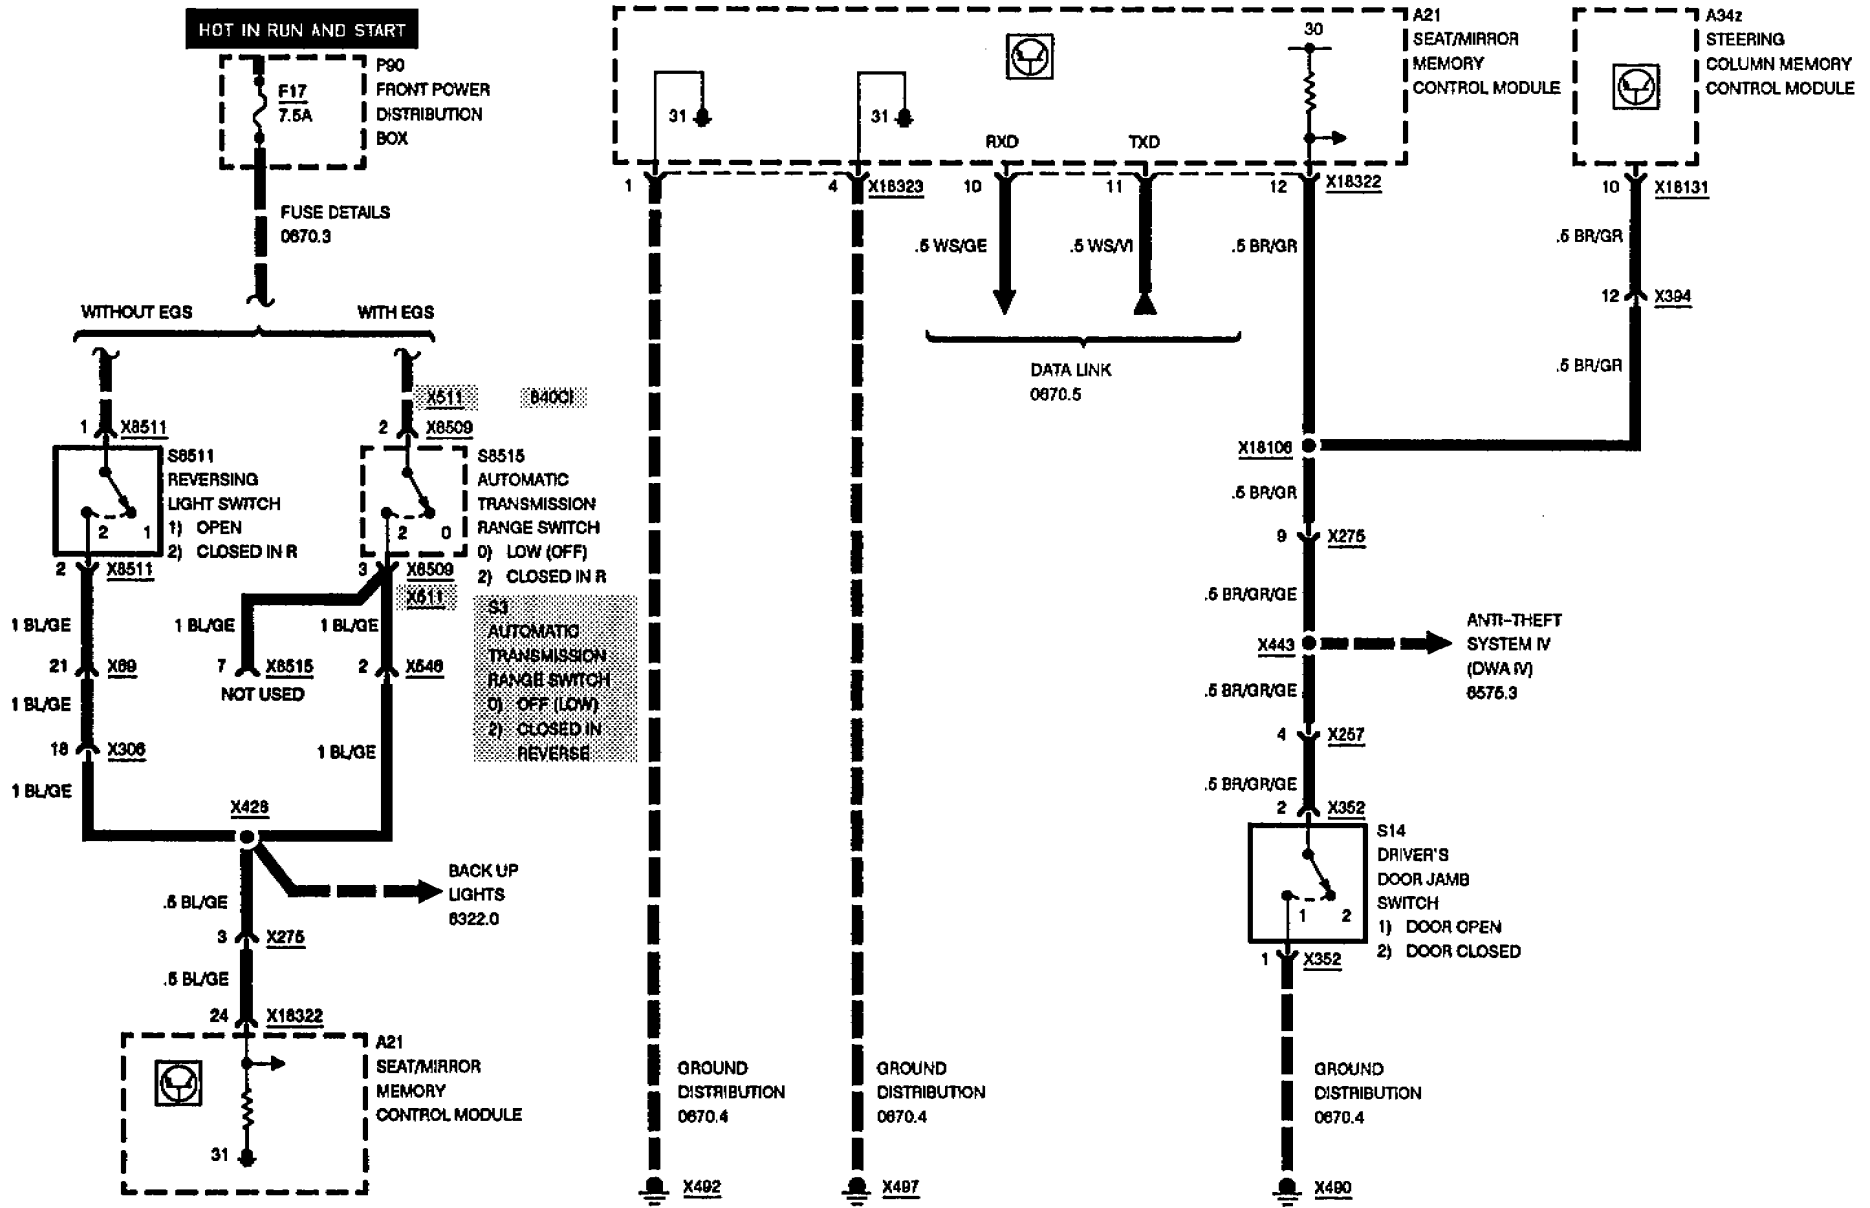 HOT IN RUN AND START
P90
FRONT POWER
DISTRIBUTION
BOX
F17
7.5A
FUSE DETAILS
0670.3
WITHOUT EGS
WITH EGS
X511
840CI
1
X8511
2
X8509
S8511
REVERSING
LIGHT SWITCH
1) OPEN
2) CLOSED IN R
2
1
S8515
AUTOMATIC
TRANSMISSION
RANGE SWITCH
0) LOW (OFF)
2) CLOSED IN R
2
0
2
X8511
3
X8509
X511
S3
AUTOMATIC
TRANSMISSION
RANGE SWITCH
0) OFF (LOW)
2) CLOSED IN
REVERSE
1 BL/GE
1 BL/GE
1 BL/GE
21
X69
7
X8515
NOT USED
2
X546
1 BL/GE
18
X306
1 BL/GE
1 BL/GE
X428
BACK UP
LIGHTS
6322.0
.5 BL/GE
3
X275
.5 BL/GE
24
X18322
A21
SEAT/MIRROR
MEMORY
CONTROL MODULE
31
A21
SEAT/MIRROR
MEMORY
CONTROL MODULE
30
31
31
RXD
TXD
1
4
X18323
10
11
12
X18322
.5 WS/GE
.5 WS/VI
.5 BR/GR
DATA LINK
0670.5
A34z
STEERING
COLUMN MEMORY
CONTROL MODULE
10
X18131
.5 BR/GR
12
X394
.5 BR/GR
X18106
.5 BR/GR
9
X275
.5 BR/GR/GE
X443
ANTI-THEFT
SYSTEM IV
(DWA IV)
6575.3
.5 BR/GR/GE
4
X257
.5 BR/GR/GE
2
X352
S14
DRIVER'S
DOOR JAMB
SWITCH
1) DOOR OPEN
2) DOOR CLOSED
1
2
1
X352
GROUND
DISTRIBUTION
0670.4
GROUND
DISTRIBUTION
0670.4
GROUND
DISTRIBUTION
0670.4
X492
X497
X490